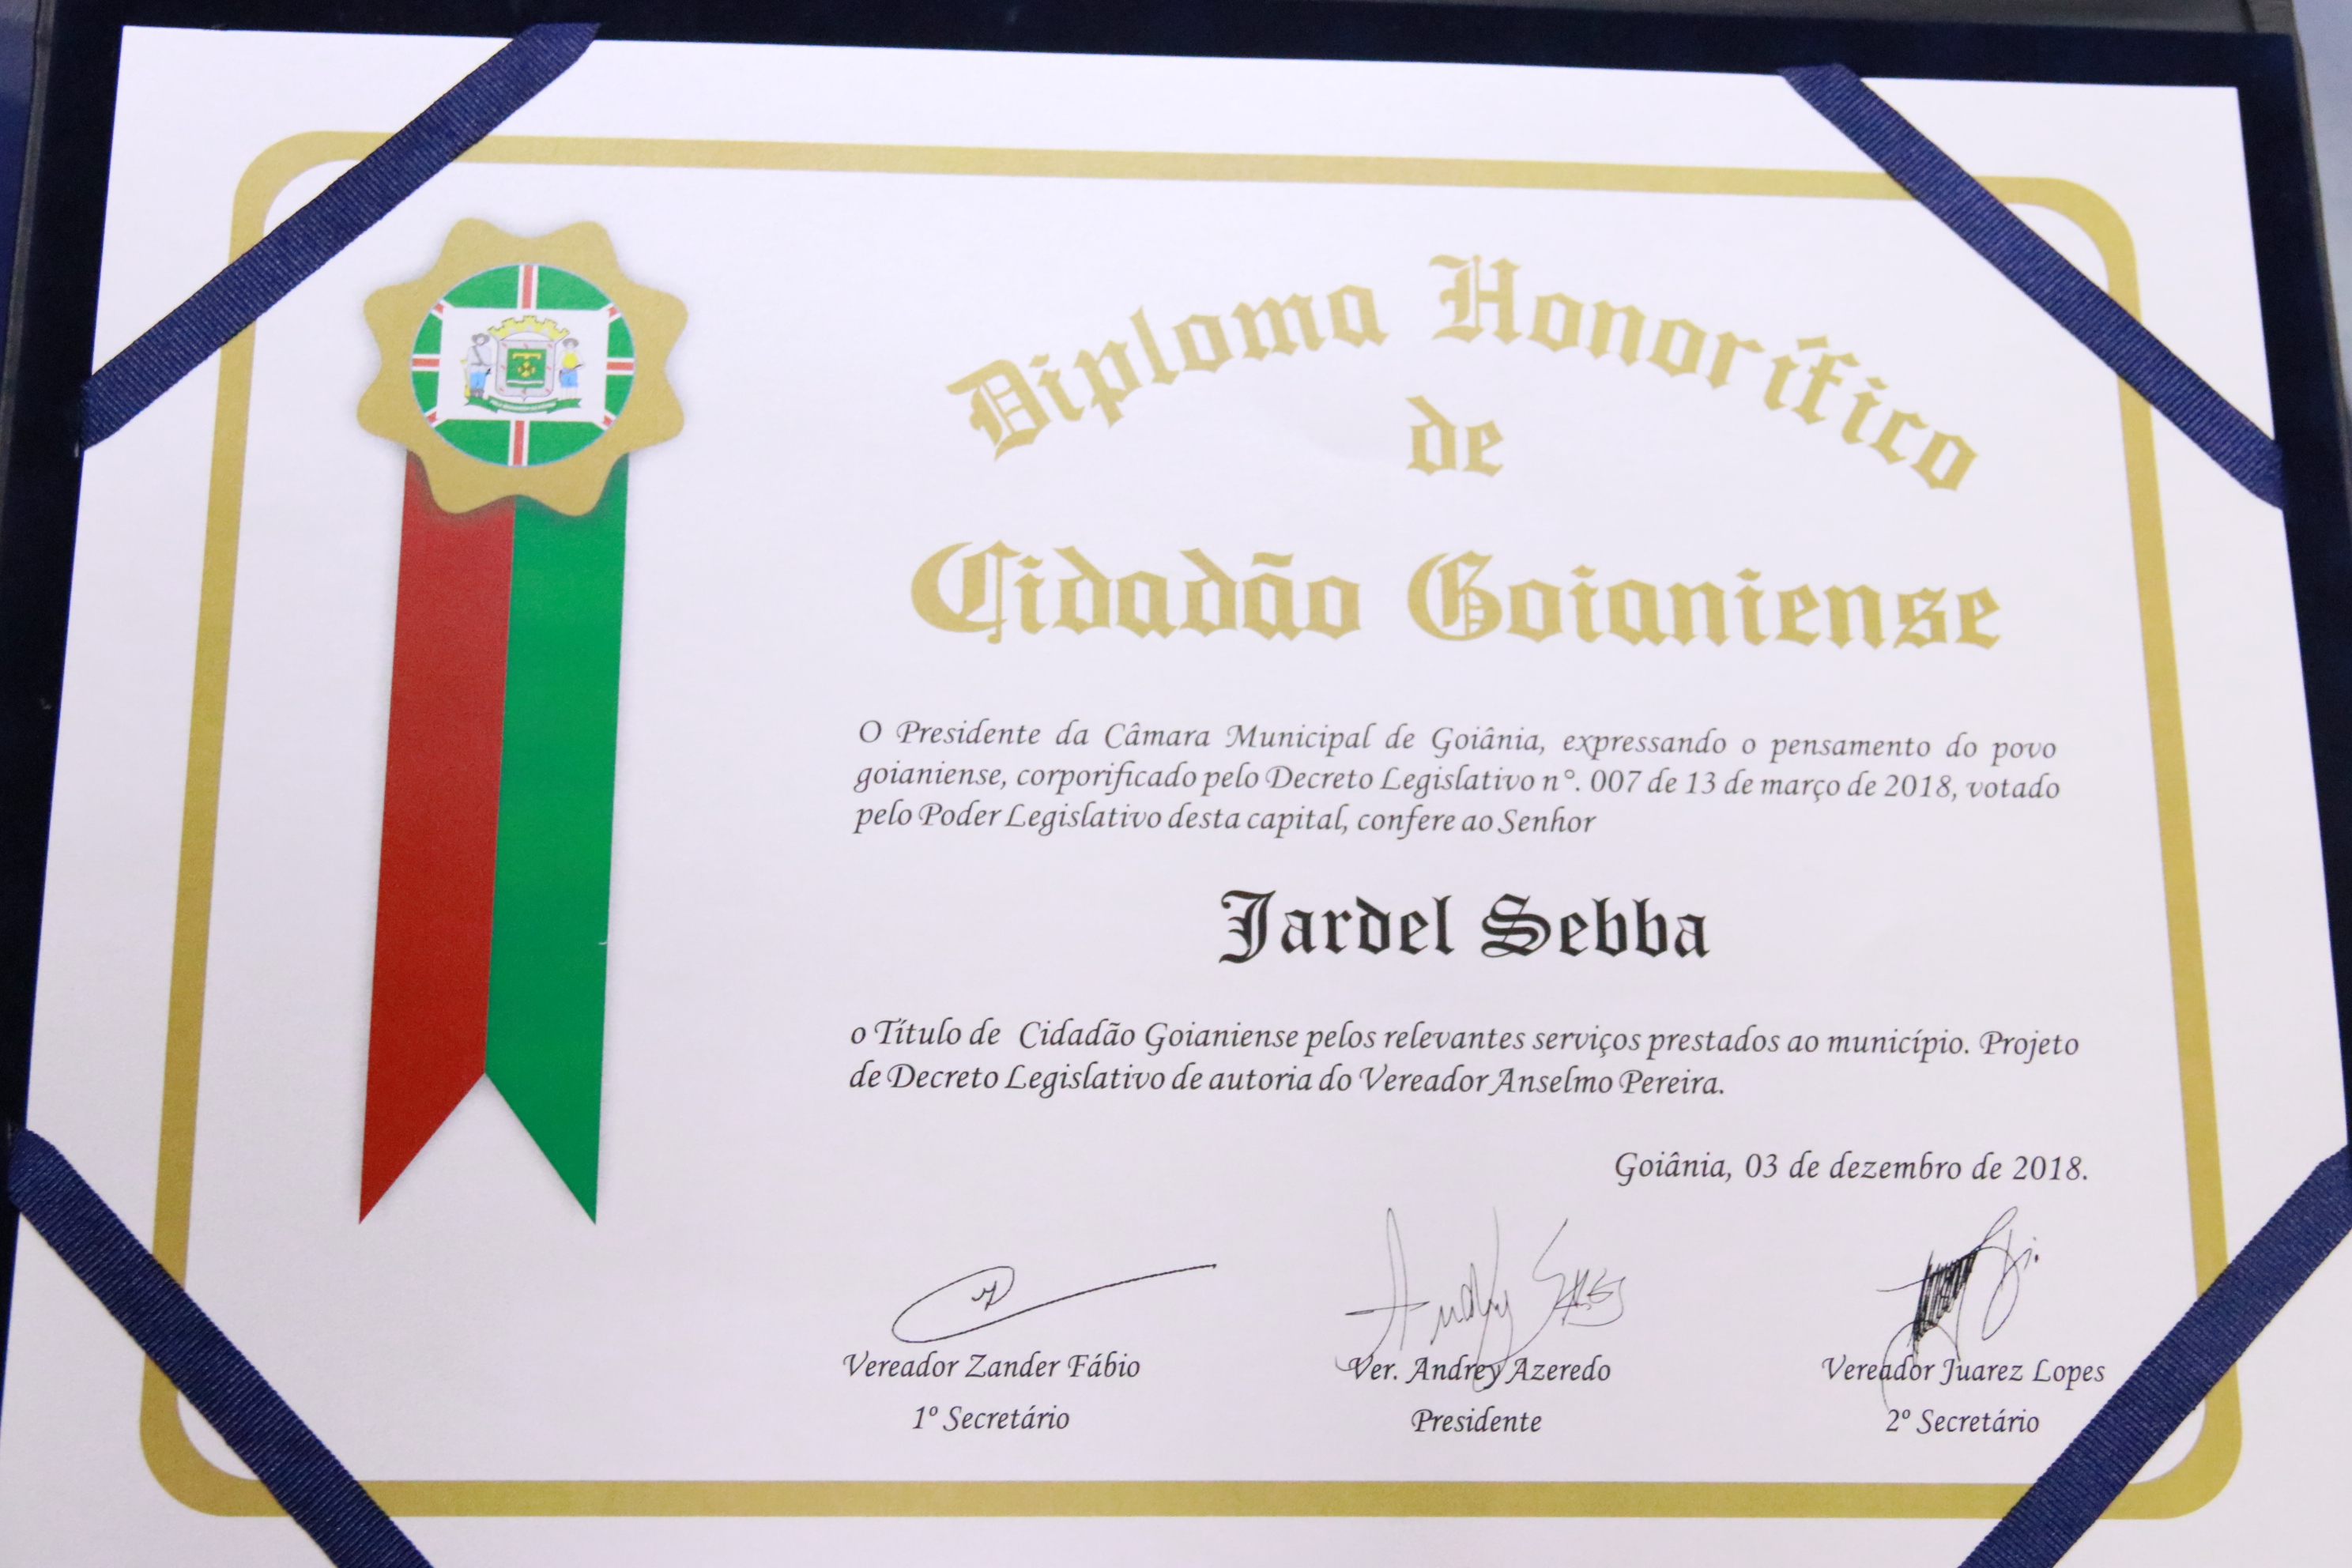 Diploma Honorífico
de
Cidadão Goianiense
O Presidente da Câmara Municipal de Goiânia, expressando o pensamento do povo
goianiense, corporificado pelo Decreto Legislativo n°. 007 de 13 de março de 2018, votado
pelo Poder Legislativo desta capital, confere ao Senhor
Jardel Sebba
o Título de Cidadão Goianiense pelos relevantes serviços prestados ao município. Projeto
de Decreto Legislativo de autoria do Vereador Anselmo Pereira.
Goiânia, 03 de dezembro de 2018.
Vereador Zander Fábio
1º Secretário
Ver. Andrey Azeredo
Presidente
Vereador Juarez Lopes
2º Secretário